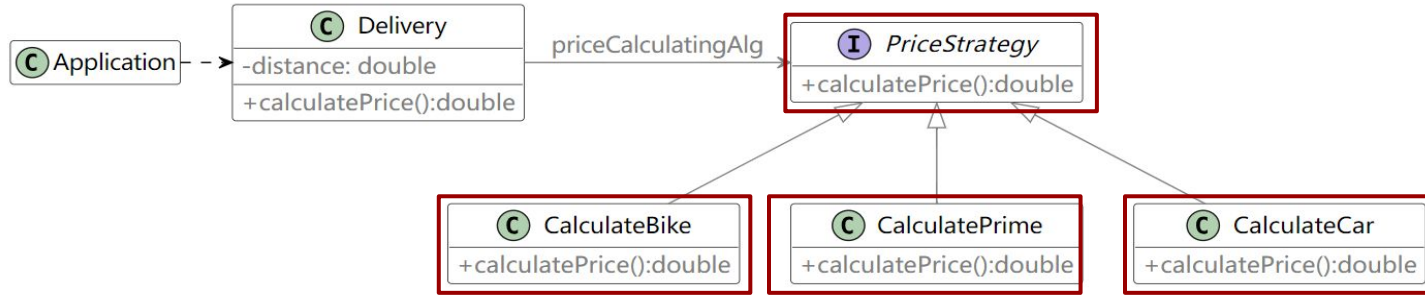 C Delivery
-distance: double
+calculatePrice():double
C Application
priceCalculatingAlg
I PriceStrategy
+calculatePrice():double
C CalculateBike
+calculatePrice():double
C CalculatePrime
+calculatePrice():double
C CalculateCar
+calculatePrice():double